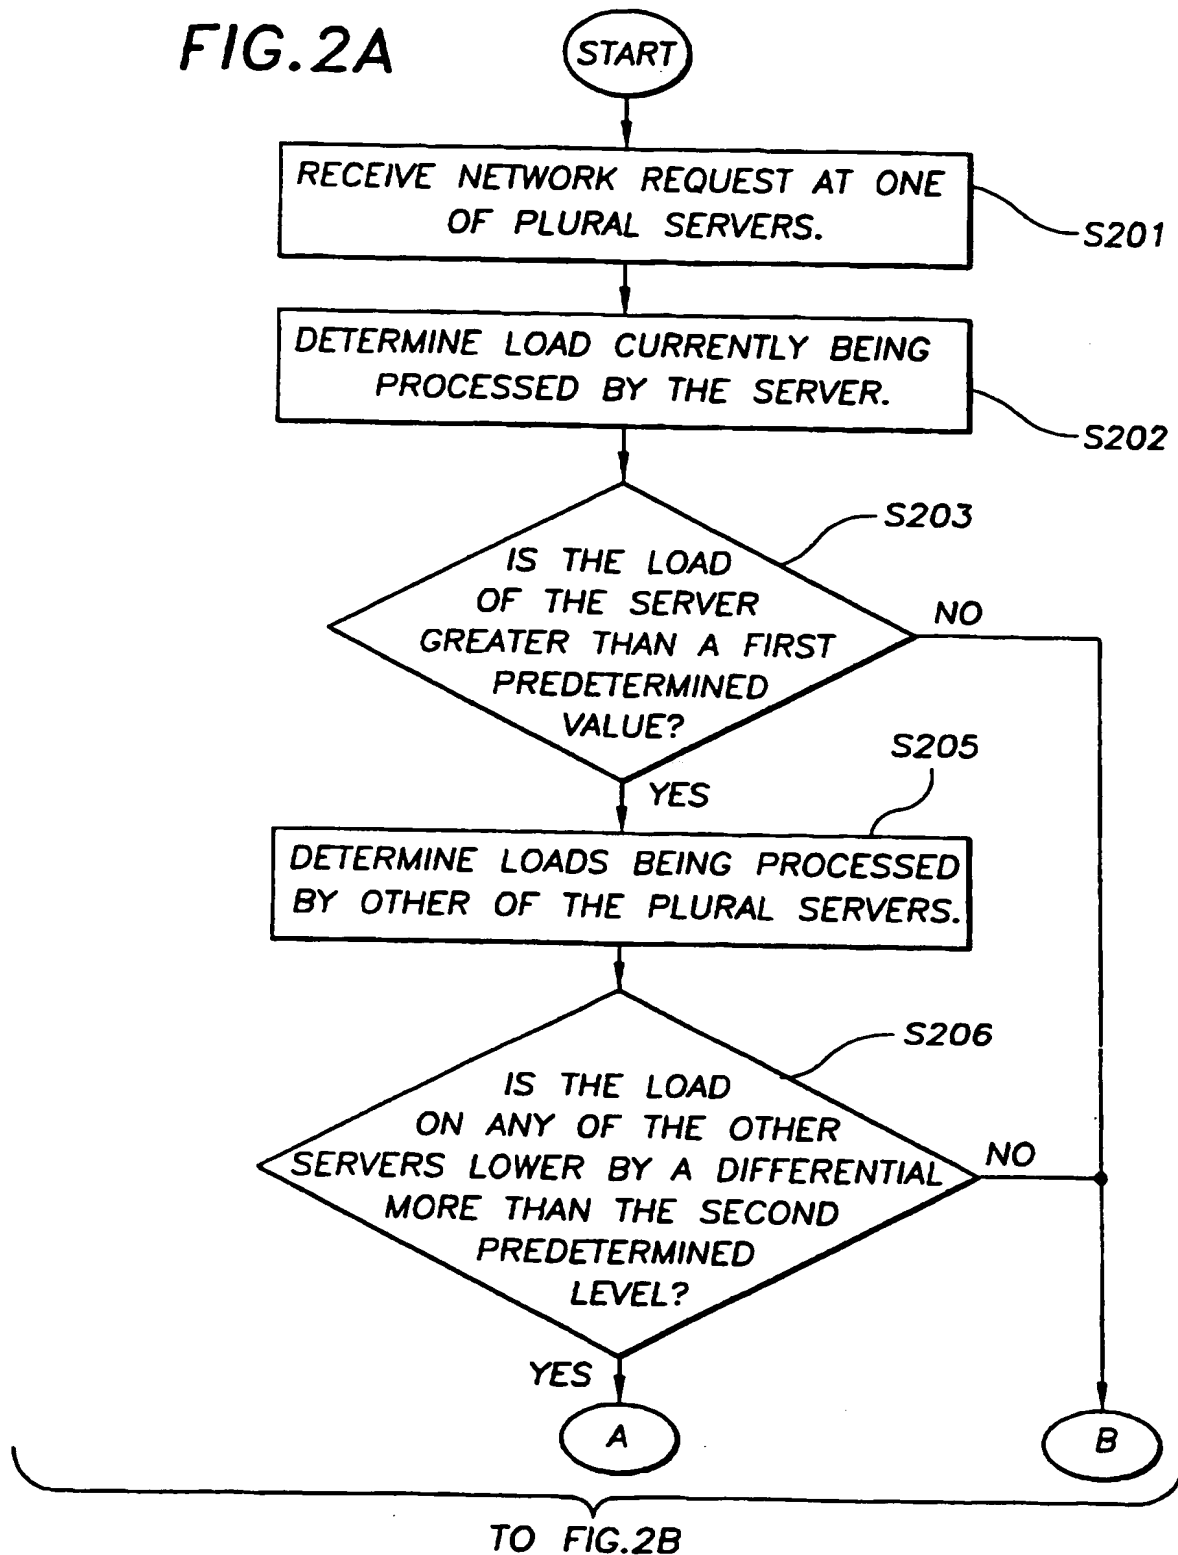 FIG.2A
START
RECEIVE NETWORK REQUEST AT ONE
OF PLURAL SERVERS.
S201
DETERMINE LOAD CURRENTLY BEING
PROCESSED BY THE SERVER.
S202
S203
IS THE LOAD
OF THE SERVER
GREATER THAN A FIRST
PREDETERMINED
VALUE?
NO
YES
S205
DETERMINE LOADS BEING PROCESSED
BY OTHER OF THE PLURAL SERVERS.
S206
IS THE LOAD
ON ANY OF THE OTHER
SERVERS LOWER BY A DIFFERENTIAL
MORE THAN THE SECOND
PREDETERMINED
LEVEL?
NO
YES
A
B
TO FIG.2B